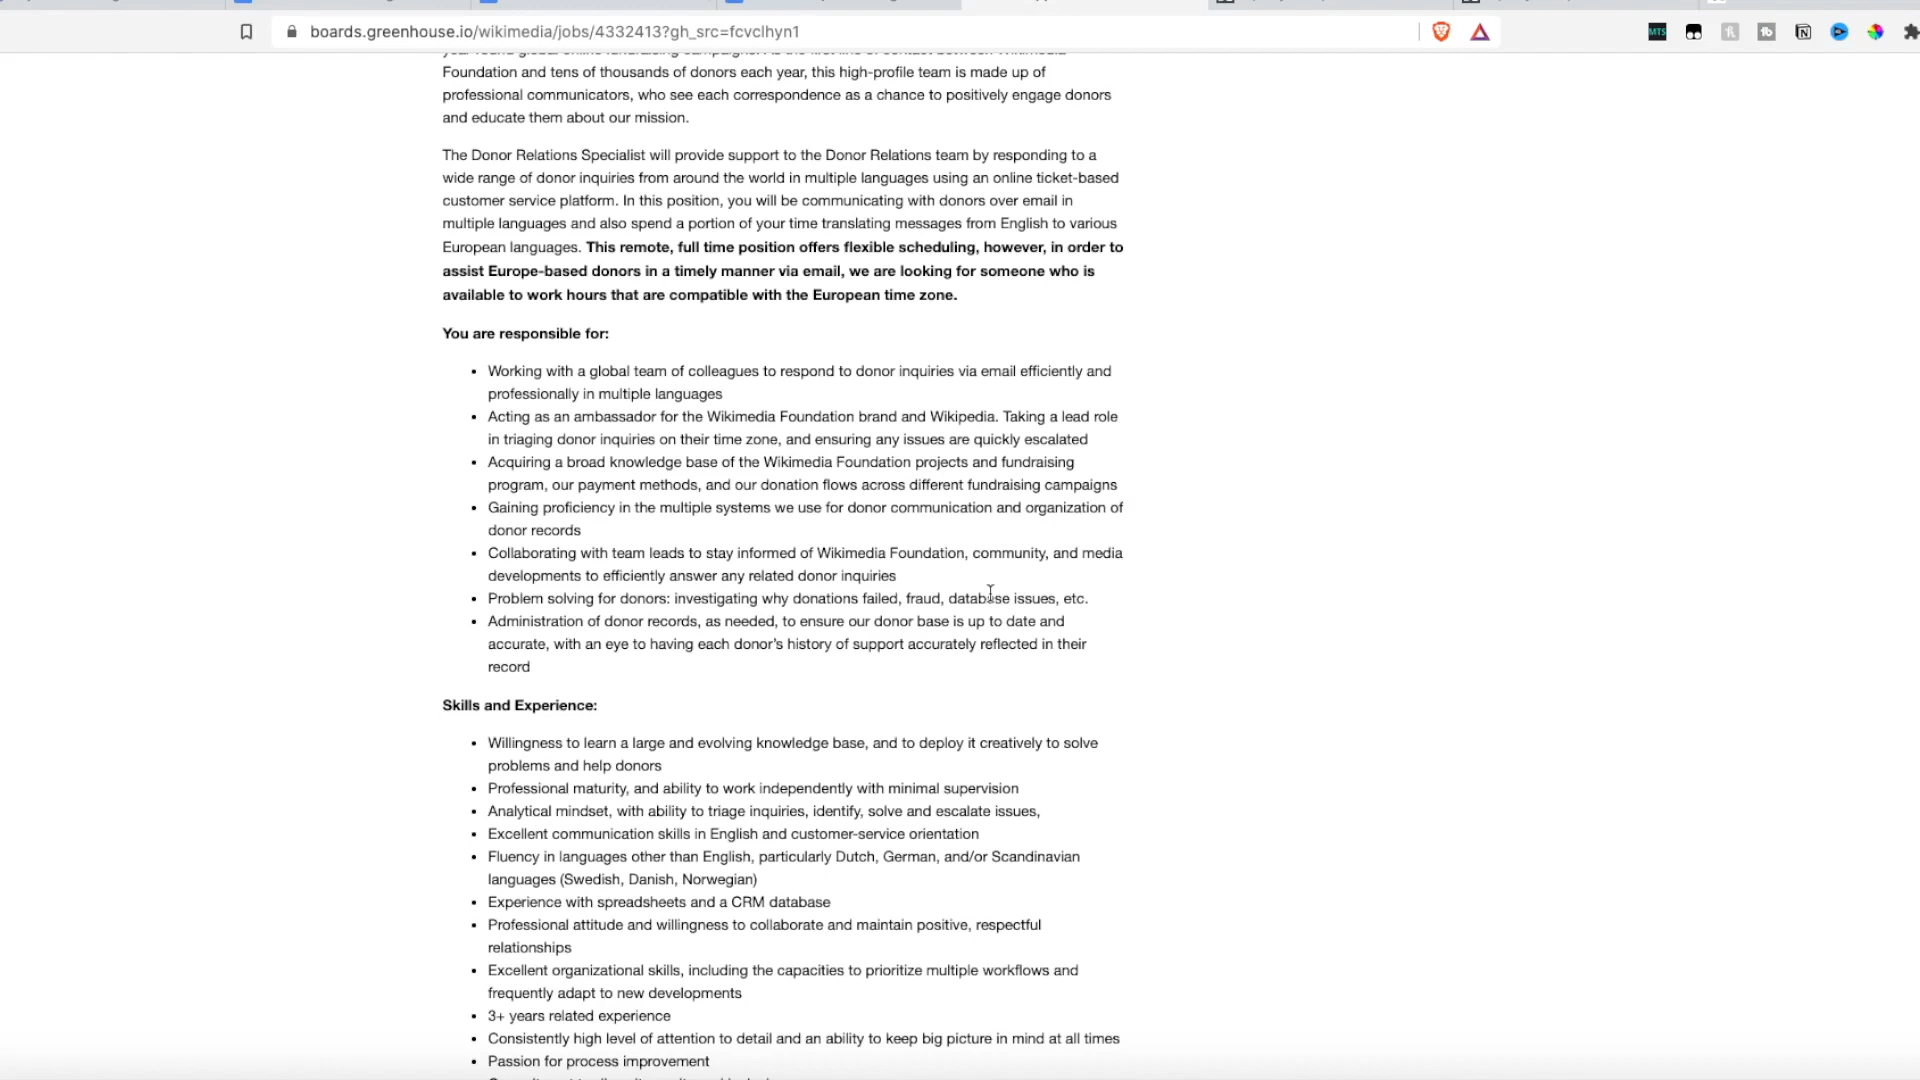 boards.greenhouse.io/wikimedia/jobs/4332413?gh_src=fcvclhyn1
MTS
Foundation and tens of thousands of donors each year, this high-profile team is made up of
professional communicators, who see each correspondence as a chance to positively engage donors
and educate them about our mission.
The Donor Relations Specialist will provide support to the Donor Relations team by responding to a
wide range of donor inquiries from around the world in multiple languages using an online ticket-based
customer service platform. In this position, you will be communicating with donors over email in
multiple languages and also spend a portion of your time translating messages from English to various
European languages. This remote, full time position offers flexible scheduling, however, in order to
assist Europe-based donors in a timely manner via email, we are looking for someone who is
available to work hours that are compatible with the European time zone.
You are responsible for:
• Working with a global team of colleagues to respond to donor inquiries via email efficiently and
professionally in multiple languages
• Acting as an ambassador for the Wikimedia Foundation brand and Wikipedia. Taking a lead role
in triaging donor inquiries on their time zone, and ensuring any issues are quickly escalated
• Acquiring a broad knowledge base of the Wikimedia Foundation projects and fundraising
program, our payment methods, and our donation flows across different fundraising campaigns
• Gaining proficiency in the multiple systems we use for donor communication and organization of
donor records
• Collaborating with team leads to stay informed of Wikimedia Foundation, community, and media
developments to efficiently answer any related donor inquiries
• Problem solving for donors: investigating why donations failed, fraud, database issues, etc.
• Administration of donor records, as needed, to ensure our donor base is up to date and
accurate, with an eye to having each donor’s history of support accurately reflected in their
record
Skills and Experience:
• Willingness to learn a large and evolving knowledge base, and to deploy it creatively to solve
problems and help donors
• Professional maturity, and ability to work independently with minimal supervision
• Analytical mindset, with ability to triage inquiries, identify, solve and escalate issues,
• Excellent communication skills in English and customer-service orientation
• Fluency in languages other than English, particularly Dutch, German, and/or Scandinavian
languages (Swedish, Danish, Norwegian)
• Experience with spreadsheets and a CRM database
• Professional attitude and willingness to collaborate and maintain positive, respectful
relationships
• Excellent organizational skills, including the capacities to prioritize multiple workflows and
frequently adapt to new developments
• 3+ years related experience
• Consistently high level of attention to detail and an ability to keep big picture in mind at all times
• Passion for process improvement